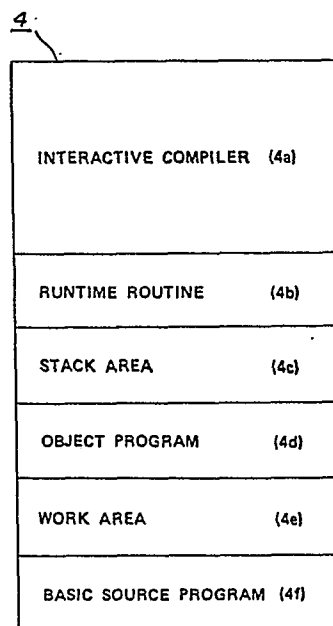 4
INTERACTIVE COMPILER (4a)
RUNTIME ROUTINE (4b)
STACK AREA (4c)
OBJECT PROGRAM (4d)
WORK AREA (4e)
BASIC SOURCE PROGRAM (4f)